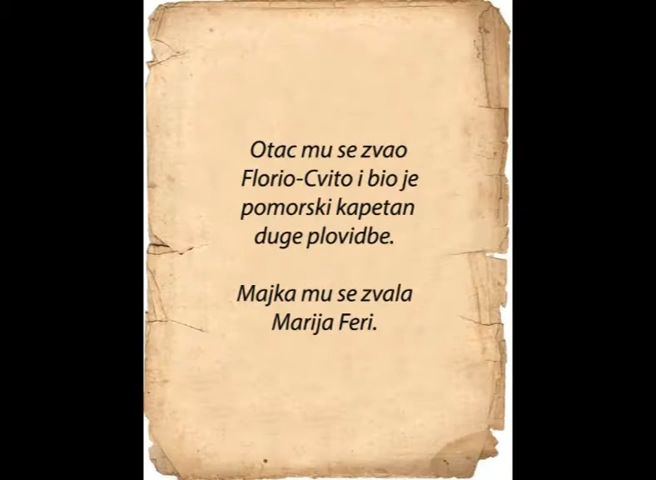 Otac mu se zvao
Florio-Cvito i bio je
pomorski kapetan
duge plovidbe.
Majka mu se zvala
Marija Feri.